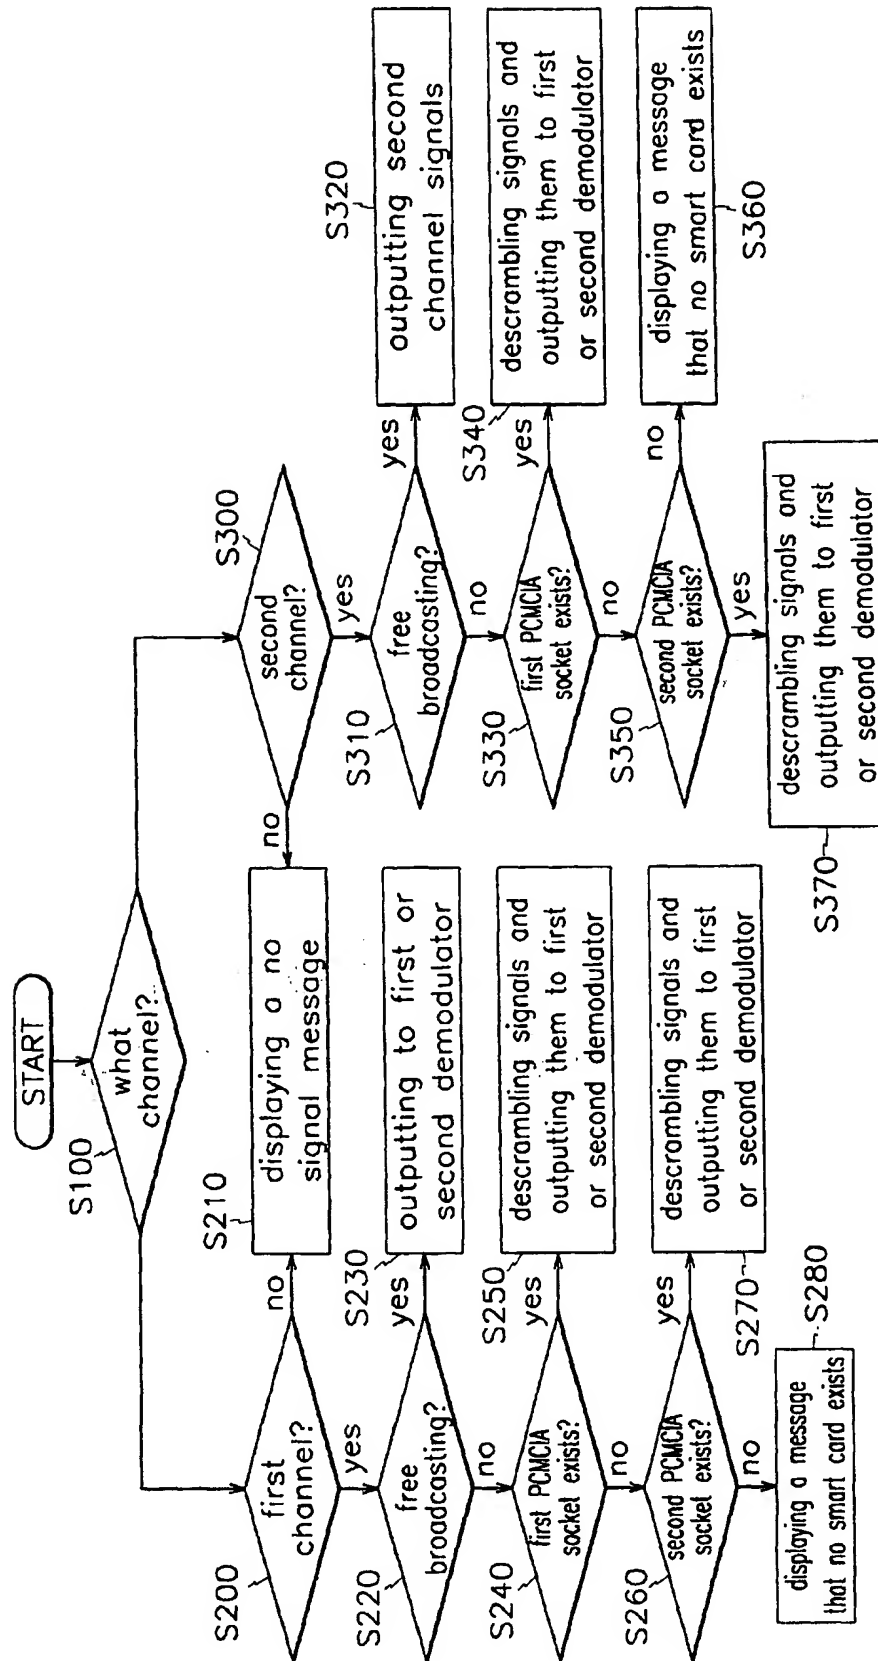 START
S100
what
channel?
S200
first
channel?
no
yes
S210
displaying a no
signal message
S220
free
broadcasting?
yes
no
S230
outputting to first or
second demodulator
S240
first PCMCIA
socket exists?
yes
no
S250
descrambling signals and
outputting them to first
or second demodulator
S260
second PCMCIA
socket exists?
yes
no
S270
descrambling signals and
outputting them to first
or second demodulator
S280
displaying a message
that no smart card exists
S300
second
channel?
no
yes
S310
free
broadcasting?
yes
no
S320
outputting second
channel signals
S330
first PCMCIA
socket exists?
yes
no
S340
descrambling signals and
outputting them to first
or second demodulator
S350
second PCMCIA
socket exists?
no
yes
S360
displaying a message
that no smart card exists
S370
descrambling signals and
outputting them to first
or second demodulator